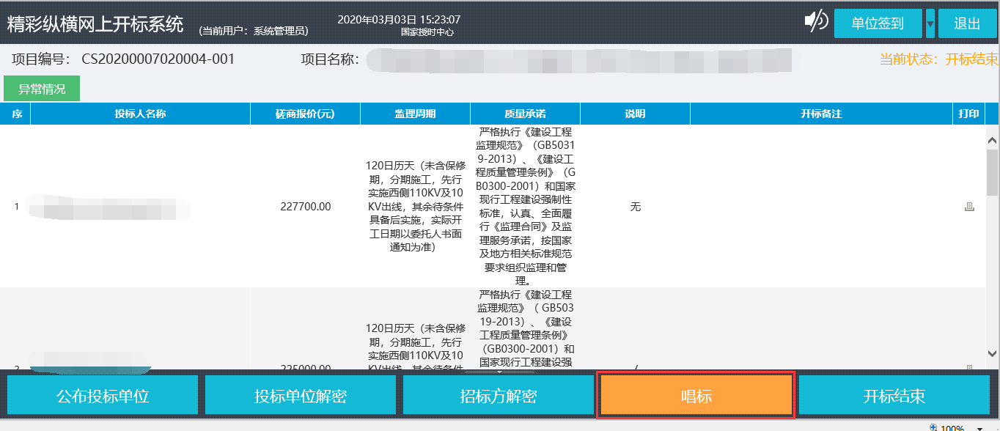 精彩纵横网上开标系统
(当前用户：系统管理员)
2020年03月03日 15:23:07
国家授时中心
单位签到
退出
项目编号： CS20200007020004-001
项目名称：
当前状态：开标结束
异常情况
序 投标人名称 磋商报价(元) 监理周期 质量承诺 说明 开标备注 打印
1
227700.00
120日历天（未含保修
期，分期施工，先行
实施西侧110KV及10
KV出线，其余待条件
具备后实施，实际开
工日期以委托人书面
通知为准）
严格执行《建设工程
监理规范》（GB5031
9-2013）、《建设工
程质量管理条例》（G
B0300-2001）和国家
现行工程建设强制性
标准，认真、全面履
行《监理合同》及监
理服务承诺，按国家
及地方相关标准规范
要求组织监理和管
理。
无
2
225000.00
120日历天（未含保修
期，分期施工，先行
实施西侧110KV及10
KV出线，其余待条件
严格执行《建设工程
监理规范》（ GB503
19-2013）、《建设
工程质量管理条例》
（GB0300-2001）和
国家现行工程建设强
/
公布投标单位
投标单位解密
招标方解密
唱标
开标结束
100%